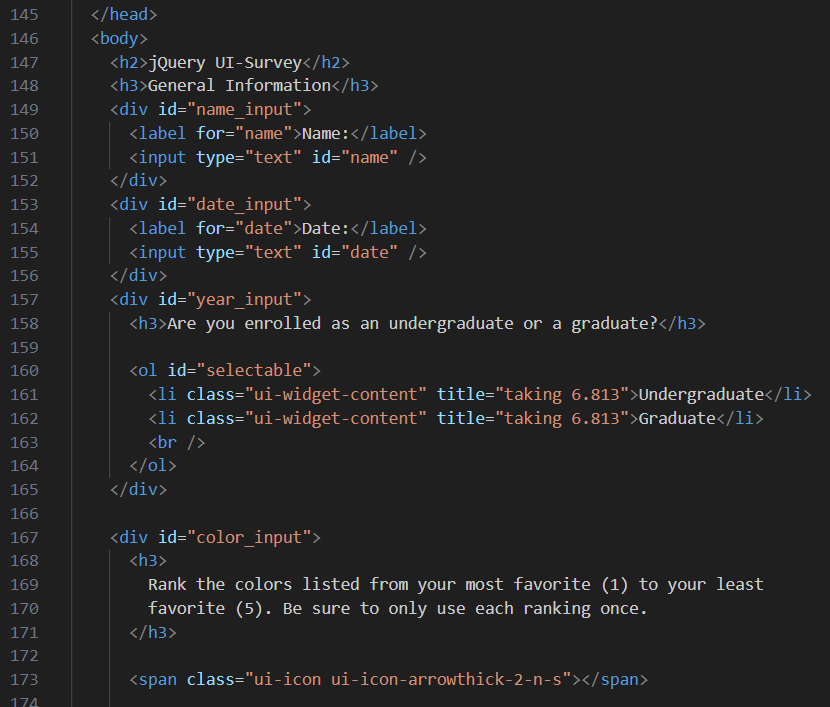 145 </head>
146 <body>
147 <h2>jQuery UI-Survey</h2>
148 <h3>General Information</h3>
149 <div id="name_input">
150 <label for="name">Name:</label>
151 <input type="text" id="name" />
152 </div>
153 <div id="date_input">
154 <label for="date">Date:</label>
155 <input type="text" id="date" />
156 </div>
157 <div id="year_input">
158 <h3>Are you enrolled as an undergraduate or a graduate?</h3>
159
160 <ol id="selectable">
161 <li class="ui-widget-content" title="taking 6.813">Undergraduate</li>
162 <li class="ui-widget-content" title="taking 6.813">Graduate</li>
163 <br />
164 </ol>
165 </div>
166
167 <div id="color_input">
168 <h3>
169 Rank the colors listed from your most favorite (1) to your least
170 favorite (5). Be sure to only use each ranking once.
171 </h3>
172
173 <span class="ui-icon ui-icon-arrowthick-2-n-s"></span>
174